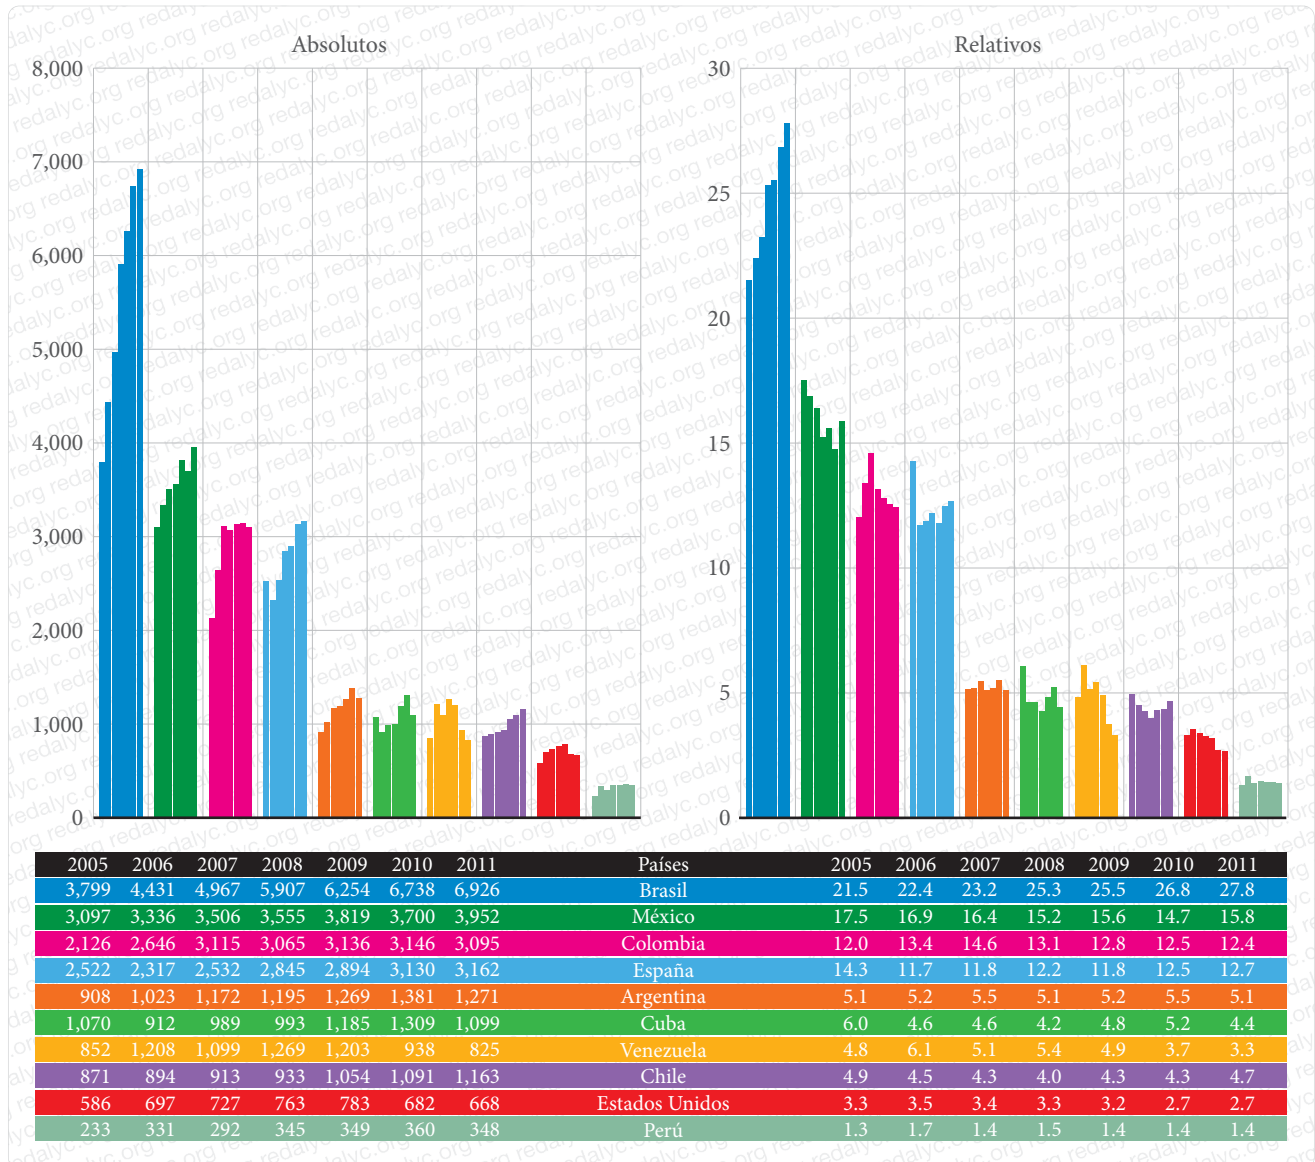 Absolutos
Relativos
8,000
7,000
6,000
5,000
4,000
3,000
2,000
1,000
0
30
25
20
15
10
5
0
2005 2006 2007 2008 2009 2010 2011 Países 2005 2006 2007 2008 2009 2010 2011
3,799 4,431 4,967 5,907 6,254 6,738 6,926 Brasil 21.5 22.4 23.2 25.3 25.5 26.8 27.8
3,097 3,336 3,506 3,555 3,819 3,700 3,952 México 17.5 16.9 16.4 15.2 15.6 14.7 15.8
2,126 2,646 3,115 3,065 3,136 3,146 3,095 Colombia 12.0 13.4 14.6 13.1 12.8 12.5 12.4
2,522 2,317 2,532 2,845 2,894 3,130 3,162 España 14.3 11.7 11.8 12.2 11.8 12.5 12.7
908 1,023 1,172 1,195 1,269 1,381 1,271 Argentina 5.1 5.2 5.5 5.1 5.2 5.5 5.1
1,070 912 989 993 1,185 1,309 1,099 Cuba 6.0 4.6 4.6 4.2 4.8 5.2 4.4
852 1,208 1,099 1,269 1,203 938 825 Venezuela 4.8 6.1 5.1 5.4 4.9 3.7 3.3
871 894 913 933 1,054 1,091 1,163 Chile 4.9 4.5 4.3 4.0 4.3 4.3 4.7
586 697 727 763 783 682 668 Estados Unidos 3.3 3.5 3.4 3.3 3.2 2.7 2.7
233 331 292 345 349 360 348 Perú 1.3 1.7 1.4 1.5 1.4 1.4 1.4